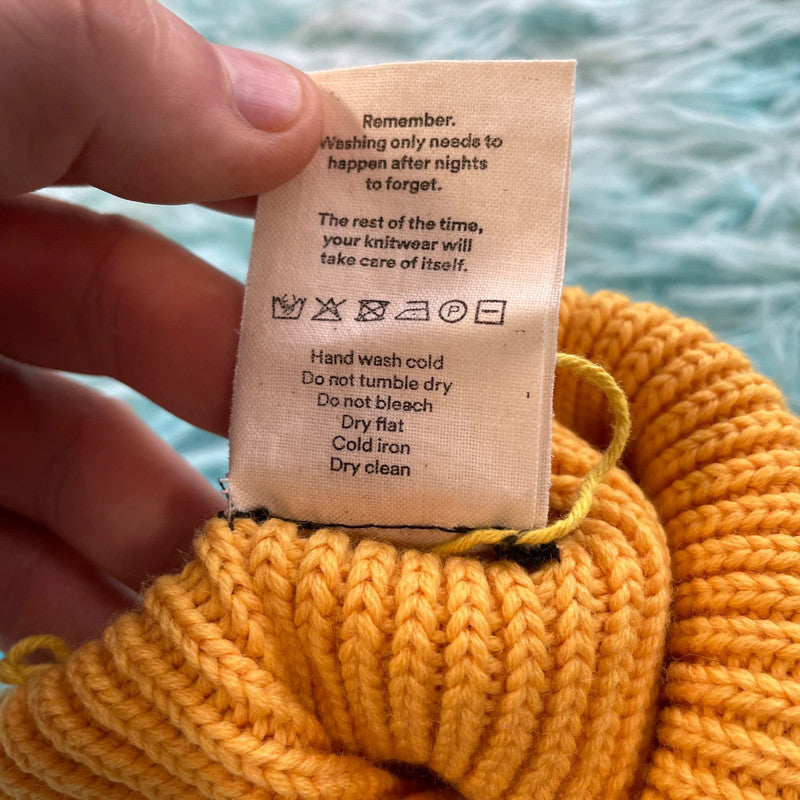 Remember.
Washing only needs to
happen after nights
to forget.
The rest of the time,
your knitwear will
take care of itself.
P
Hand wash cold
Do not tumble dry
Do not bleach
Dry flat
Cold iron
Dry clean